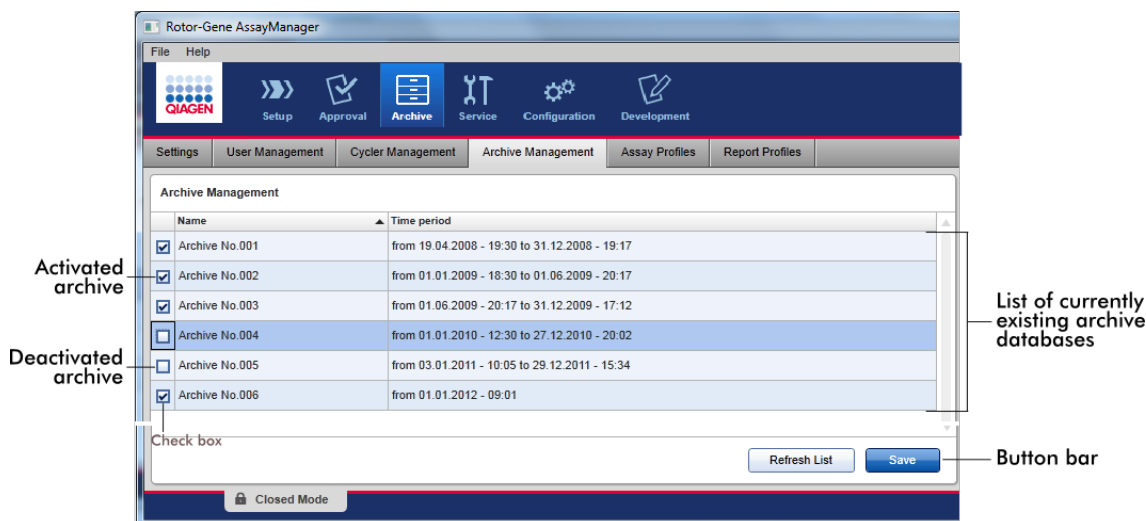 Rotor-Gene AssayManager
File Help
QIAGEN
Setup Approval Archive Service Configuration Development
Settings User Management Cycler Management Archive Management Assay Profiles Report Profiles
Archive Management
Name Time period
Archive No.001 from 19.04.2008 - 19:30 to 31.12.2008 - 19:17
Activated archive
Archive No.002 from 01.01.2009 - 18:30 to 01.06.2009 - 20:17
Archive No.003 from 01.06.2009 - 20:17 to 31.12.2009 - 17:12
List of currently existing archive databases
Archive No.004 from 01.01.2010 - 12:30 to 27.12.2010 - 20:02
Deactivated archive
Archive No.005 from 03.01.2011 - 10:05 to 29.12.2011 - 15:34
Archive No.006 from 01.01.2012 - 09:01
Check box
Refresh List Save
Button bar
Closed Mode